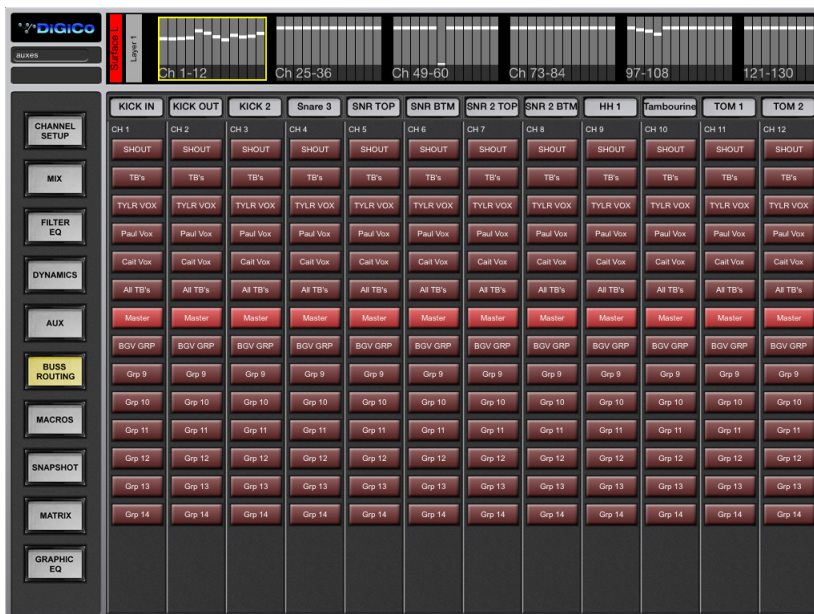 DiGiCo
auxes
Surface L
Layer 1
Ch 1-12
Ch 25-36
Ch 49-60
Ch 73-84
97-108
121-130
CHANNEL
SETUP
MIX
FILTER
EQ
DYNAMICS
AUX
BUSS
ROUTING
MACROS
SNAPSHOT
MATRIX
GRAPHIC
EQ
KICK IN KICK OUT KICK 2 Snare 3 SNR TOP SNR BTM SNR 2 TOP SNR 2 BTM HH 1 Tambourine TOM 1 TOM 2
CH 1 CH 2 CH 3 CH 4 CH 5 CH 6 CH 7 CH 8 CH 9 CH 10 CH 11 CH 12
SHOUT SHOUT SHOUT SHOUT SHOUT SHOUT SHOUT SHOUT SHOUT SHOUT SHOUT SHOUT
TB's TB's TB's TB's TB's TB's TB's TB's TB's TB's TB's TB's
TYLR VOX TYLR VOX TYLR VOX TYLR VOX TYLR VOX TYLR VOX TYLR VOX TYLR VOX TYLR VOX TYLR VOX TYLR VOX TYLR VOX
Paul Vox Paul Vox Paul Vox Paul Vox Paul Vox Paul Vox Paul Vox Paul Vox Paul Vox Paul Vox Paul Vox Paul Vox
Cait Vox Cait Vox Cait Vox Cait Vox Cait Vox Cait Vox Cait Vox Cait Vox Cait Vox Cait Vox Cait Vox Cait Vox
All TB's All TB's All TB's All TB's All TB's All TB's All TB's All TB's All TB's All TB's All TB's All TB's
Master Master Master Master Master Master Master Master Master Master Master Master
BGV GRP BGV GRP BGV GRP BGV GRP BGV GRP BGV GRP BGV GRP BGV GRP BGV GRP BGV GRP BGV GRP BGV GRP
Grp 9 Grp 9 Grp 9 Grp 9 Grp 9 Grp 9 Grp 9 Grp 9 Grp 9 Grp 9 Grp 9 Grp 9
Grp 10 Grp 10 Grp 10 Grp 10 Grp 10 Grp 10 Grp 10 Grp 10 Grp 10 Grp 10 Grp 10 Grp 10
Grp 11 Grp 11 Grp 11 Grp 11 Grp 11 Grp 11 Grp 11 Grp 11 Grp 11 Grp 11 Grp 11 Grp 11
Grp 12 Grp 12 Grp 12 Grp 12 Grp 12 Grp 12 Grp 12 Grp 12 Grp 12 Grp 12 Grp 12 Grp 12
Grp 13 Grp 13 Grp 13 Grp 13 Grp 13 Grp 13 Grp 13 Grp 13 Grp 13 Grp 13 Grp 13 Grp 13
Grp 14 Grp 14 Grp 14 Grp 14 Grp 14 Grp 14 Grp 14 Grp 14 Grp 14 Grp 14 Grp 14 Grp 14